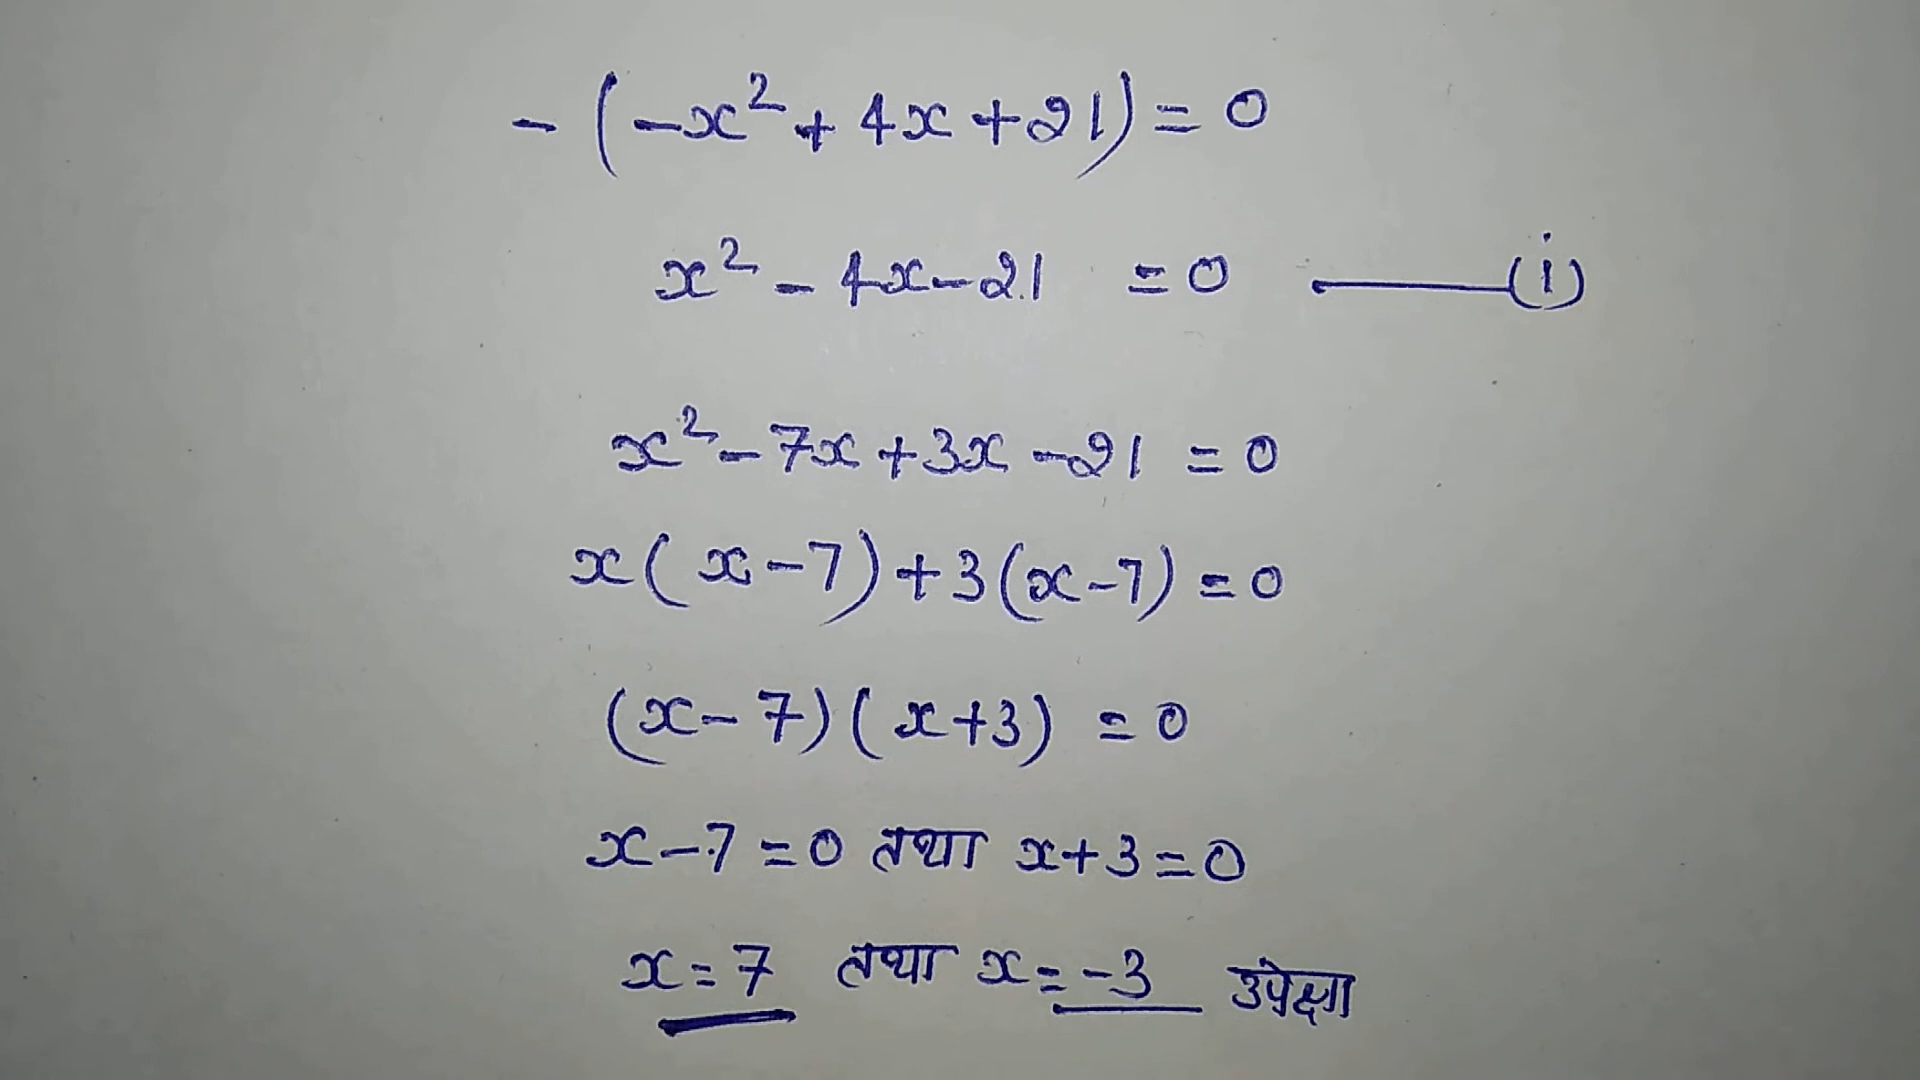 -(-x²+4x+21)=0
x²-4x-21 =0 ——(i)
x²-7x+3x-21 =0
x(x-7)+3(x-7)=0
(x-7)(x+3) =0
x-7=0 तथा x+3=0
x=7 तथा x=-3 उपेक्षा